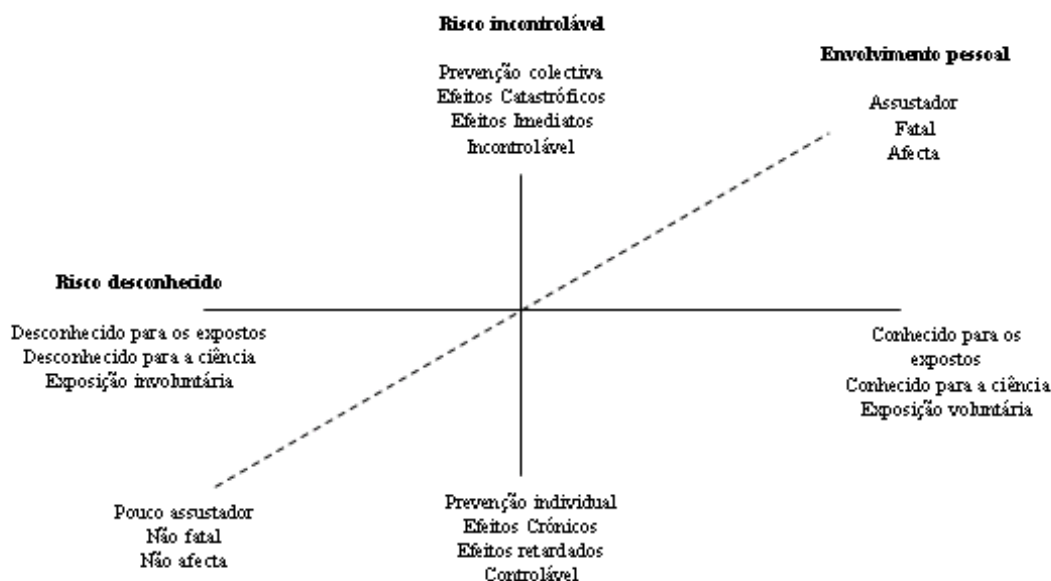 Risco incontrolável
Prevenção colectiva
Efeitos Catastróficos
Efeitos Imediatos
Incontrolável
Envolvimento pessoal
Assustador
Fatal
Afecta
Risco desconhecido
Desconhecido para os expostos
Desconhecido para a ciência
Exposição involuntária
Conhecido para os
expostos
Conhecido para a ciência
Exposição voluntária
Pouco assustador
Não fatal
Não afecta
Prevenção individual
Efeitos Crónicos
Efeitos retardados
Controlável